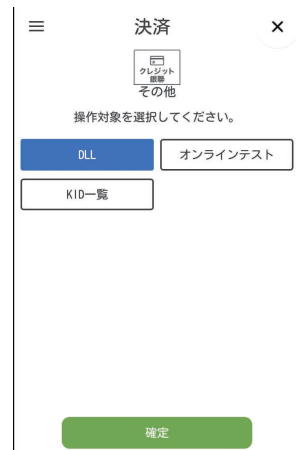 決済
クレジット
銀聯
その他
操作対象を選択してください。
DLL
オンラインテスト
KID一覧
確定